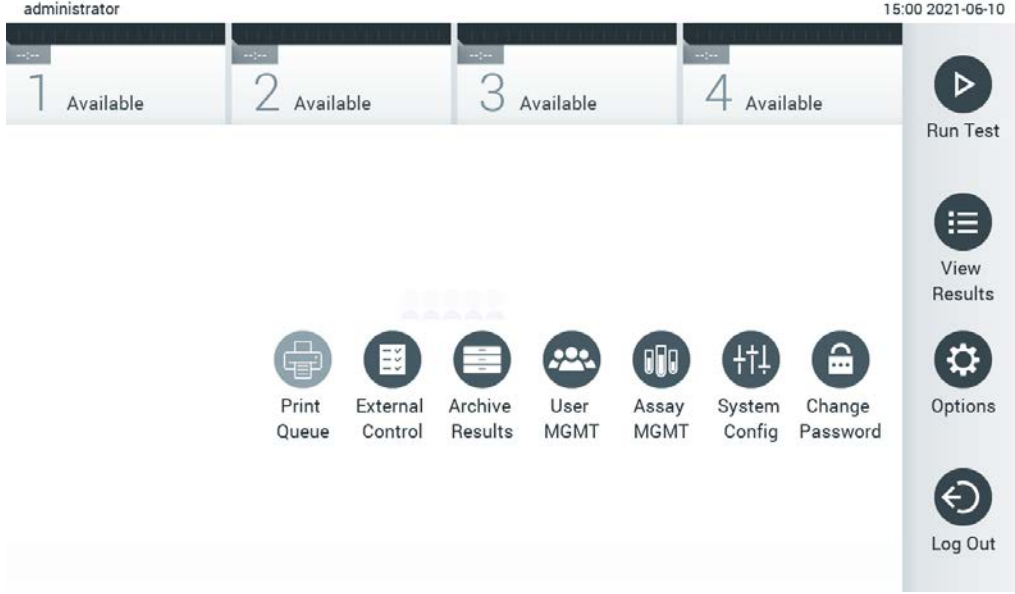 administrator
15:00 2021-06-10
--:--
--:--
--:--
--:--
1 Available
2 Available
3 Available
4 Available
Run Test
View
Results
Print
Queue
External
Control
Archive
Results
User
MGMT
Assay
MGMT
System
Config
Change
Password
Options
Log Out